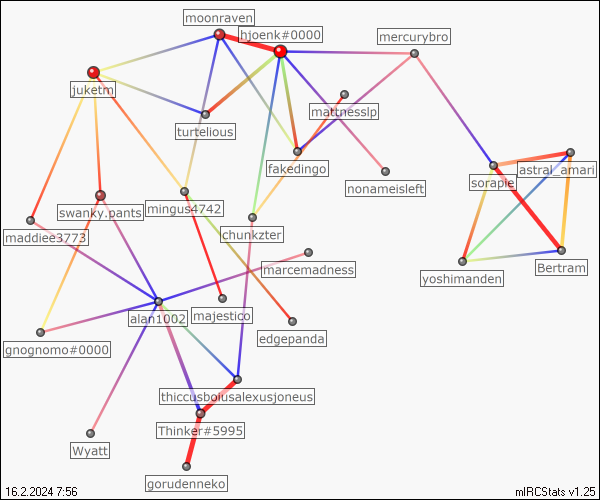 moonraven
hjoenk#0000
mercurybro
juketn
mattnesslp
turtelious
fakedingo
astral_amari
sorapie
nonameisleft
swanky.pants
mingus4742
maddiee3773
chunkzter
marcemadness
Bertram
yoshimanden
alan1002
majestico
edgepanda
gnognomo#0000
thiccusboiusalexusjoneus
Thinker#5995
Wyatt
gorudenneko
16.2.2024 7:56
mIRCStats v1.25